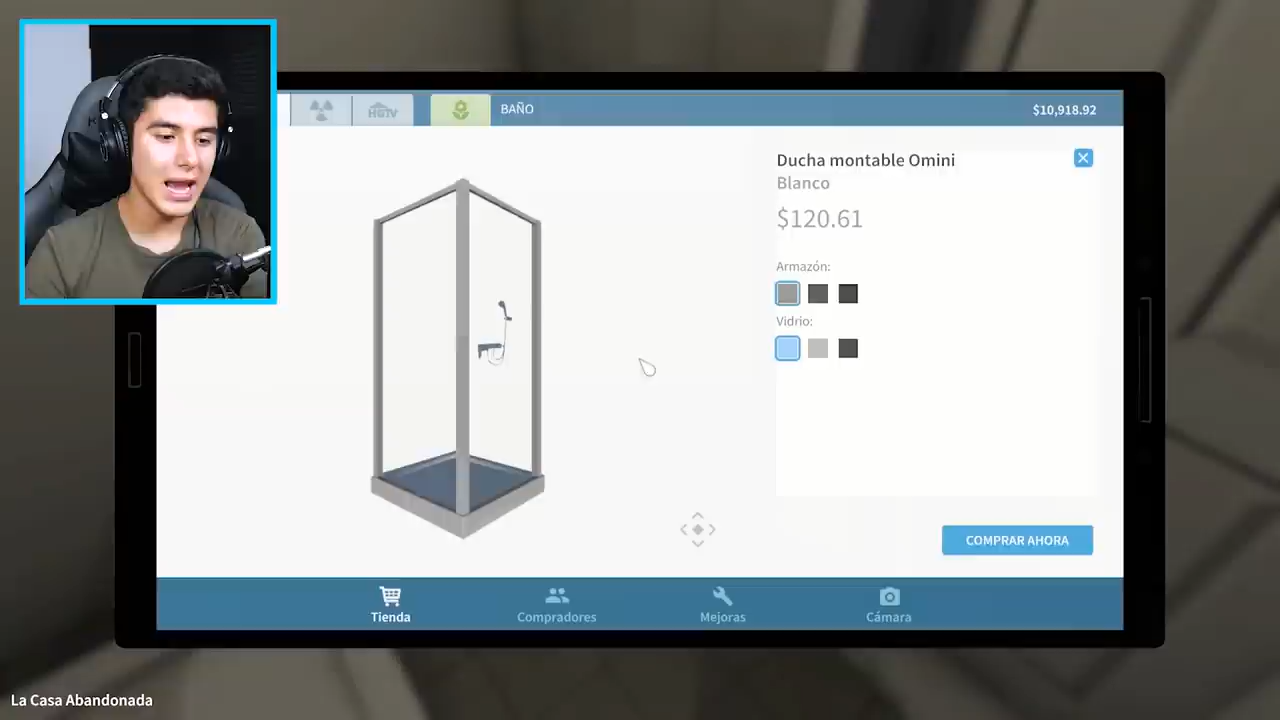 HGTV
BAÑO
$10,918.92
Ducha montable Omini
Blanco
$120.61
Armazón:
Vidrio:
COMPRAR AHORA
Tienda
Compradores
Mejoras
Cámara
La Casa Abandonada